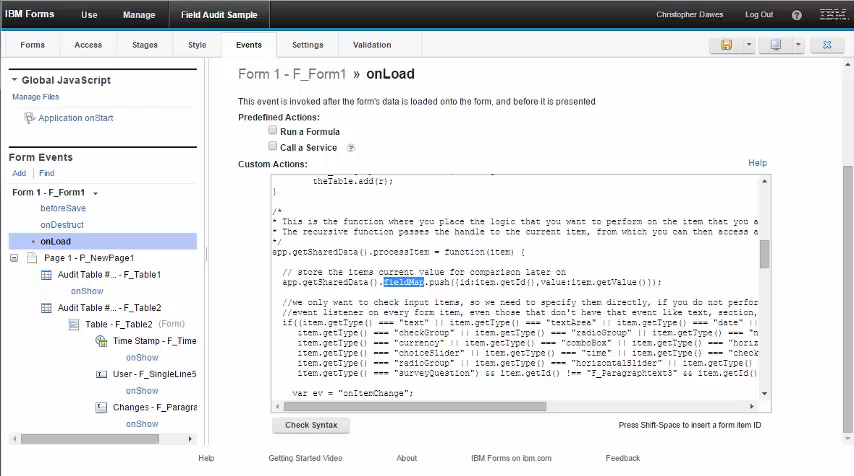 IBM Forms Use Manage Field Audit Sample Christopher Dawes Log Out ? IBM
Forms Access Stages Style Events Settings Validation
Global JavaScript
Manage Files
Application onStart
Form Events
Add Find
Form 1 - F_Form1
beforeSave
onDestruct
onLoad
Page 1 - P_NewPage1
Audit Table #... - F_Table1
onShow
Audit Table #... - F_Table2
Table - F_Table2 (Form)
Time Stamp - F_Time
onShow
User - F_SingleLine5
onShow
Changes - F_Paragra
onShow
Form 1 - F_Form1 » onLoad
This event is invoked after the form's data is loaded onto the form, and before it is presented
Predefined Actions:
Run a Formula
Call a Service ?
Custom Actions: Help
theTable.add(r);
}
/*
* This is the function where you place the logic that you want to perform on the item that you a
* The recursive function passes the handle to the current item, from which you can then access a
*/
app.getSharedData().processItem = function(item) {
// store the items current value for comparison later on
app.getSharedData().fieldMap.push({id:item.getId(),value:item.getValue()});
//we only want to check input items, so we need to specify them directly, if you do not perfor
//event listener on every form item, even those that don't have that event like text, section,
if((item.getType() === "text" || item.getType() === "textArea" || item.getType() === "date" ||
item.getType() === "checkGroup" || item.getType() === "radioGroup" || item.getType() === "n
item.getType() === "currency" || item.getType() === "comboBox" || item.getType() === "horiz
item.getType() === "choiceSlider" || item.getType() === "time" || item.getType() === "check
item.getType() === "radioGroup" || item.getType() === "horizontalSlider" || item.getType()
item.getType() === "surveyQuestion") && item.getId() !== "F_Paragraphtext3" && item.getId()
var ev = "onItemChange";
Check Syntax Press Shift-Space to insert a form item ID
Help Getting Started Video About IBM Forms on ibm.com Feedback